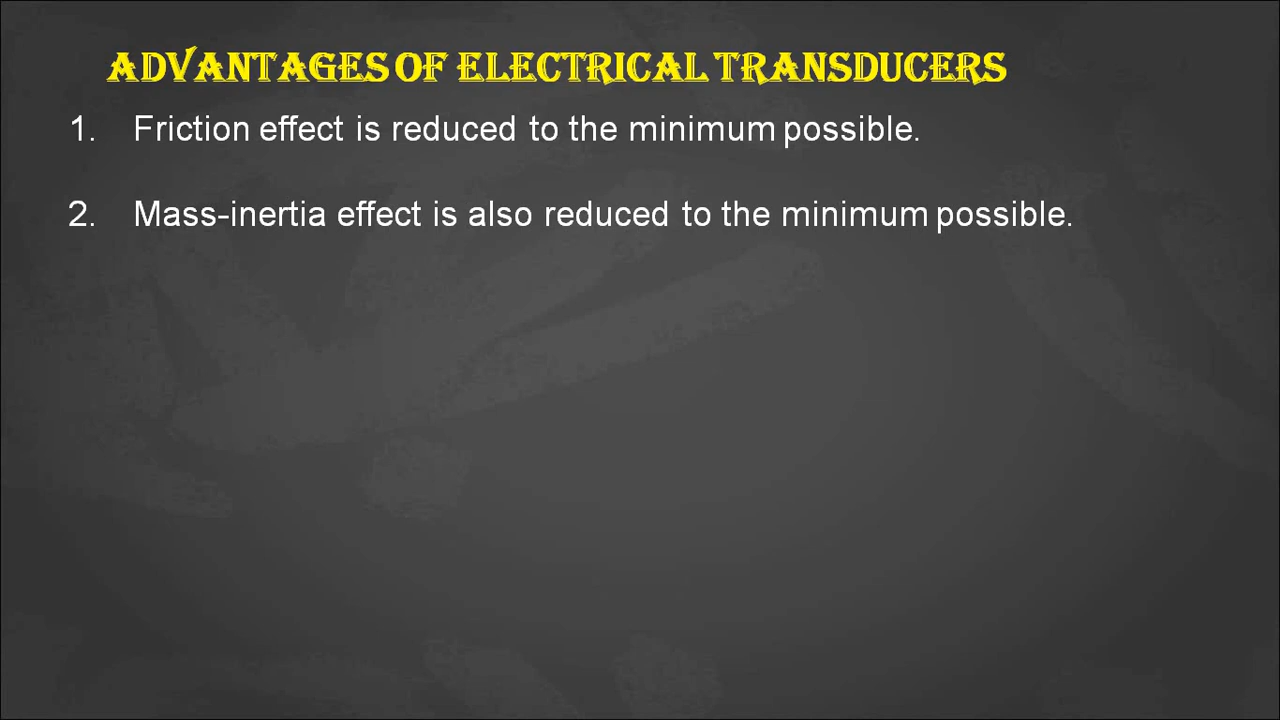 ADVANTAGES OF ELECTRICAL TRANSDUCERS
1. Friction effect is reduced to the minimum possible.
2. Mass-inertia effect is also reduced to the minimum possible.